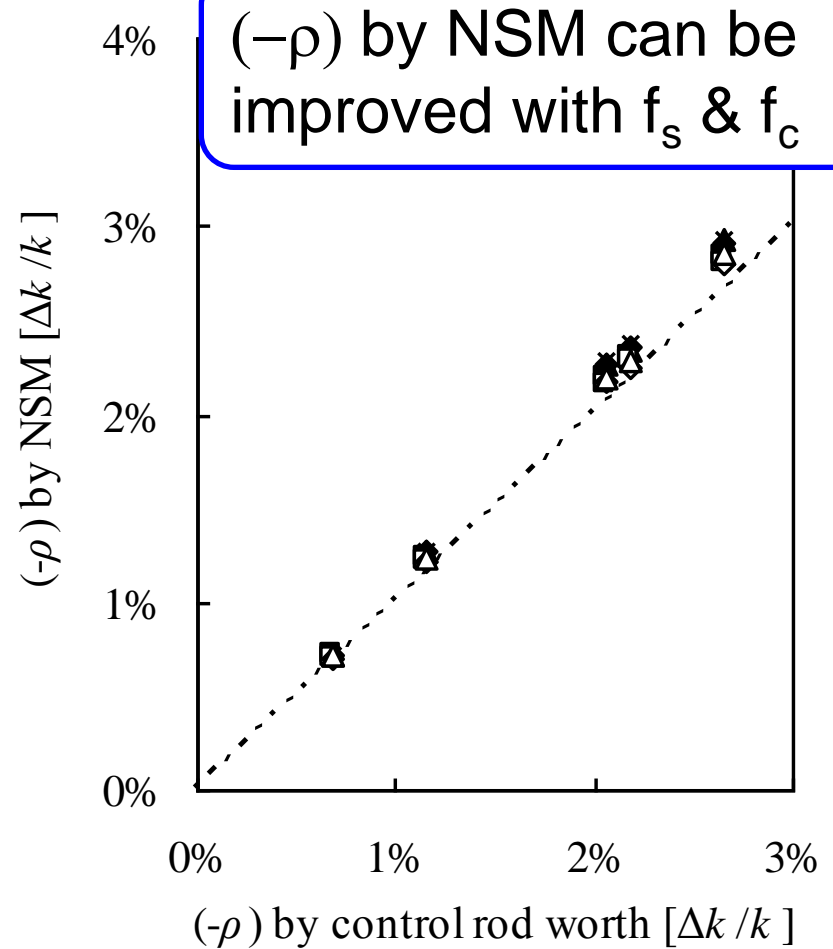 (−ρ) by NSM can be
improved with fs & fc
4%
3%
2%
1%
0%
(-ρ) by NSM [Δk/k]
0%
1%
2%
3%
(-ρ) by control rod worth [Δk/k]